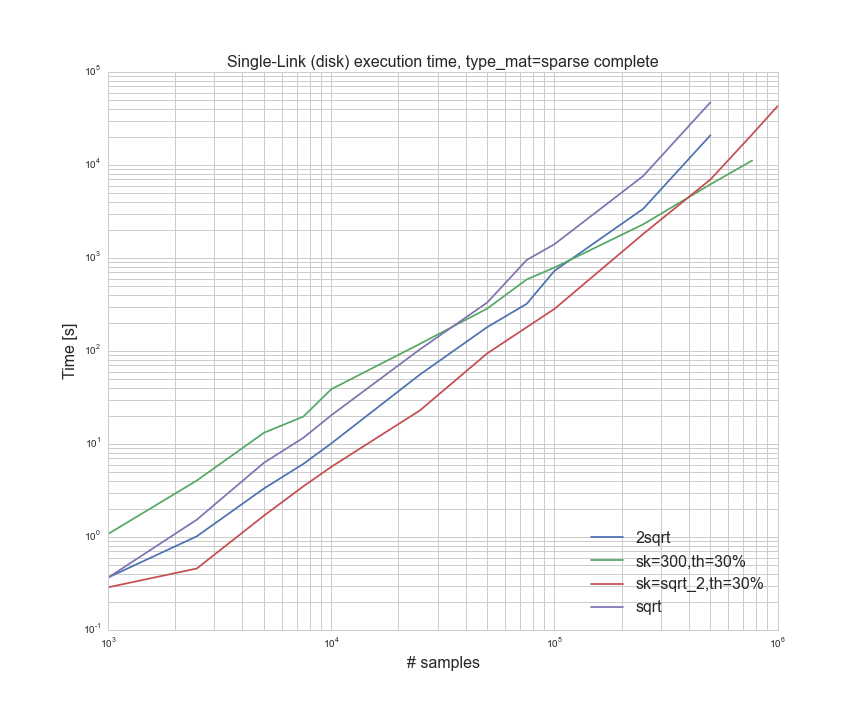 Single-Link (disk) execution time, type_mat=sparse complete
Time [s]
10^5
10^4
10^3
10^2
10^1
10^0
10^-1
10^3 10^4 10^5 10^6
# samples
2sqrt
sk=300,th=30%
sk=sqrt_2,th=30%
sqrt